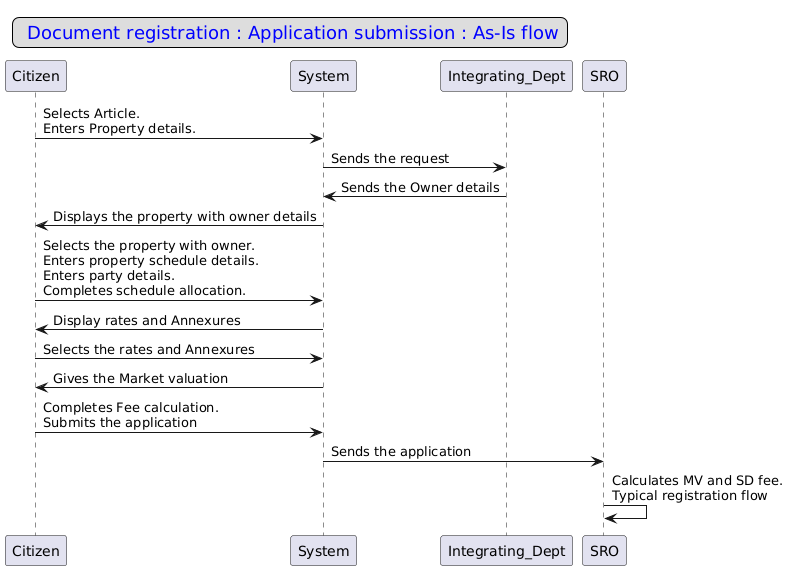 Document registration : Application submission : As-Is flow
Citizen
System
Integrating_Dept
SRO
Selects Article.
Enters Property details.
Sends the request
Sends the Owner details
Displays the property with owner details
Selects the property with owner.
Enters property schedule details.
Enters party details.
Completes schedule allocation.
Display rates and Annexures
Selects the rates and Annexures
Gives the Market valuation
Completes Fee calculation.
Submits the application
Sends the application
Calculates MV and SD fee.
Typical registration flow
Citizen
System
Integrating_Dept
SRO